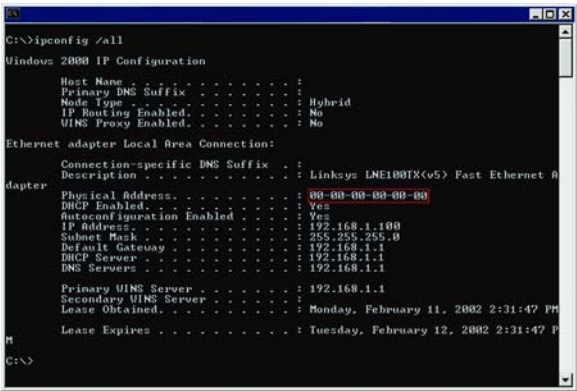 C:\>ipconfig /all
Windows 2000 IP Configuration
Host Name . . . . . . . . . . . . :
Primary DNS Suffix . . . . . . . :
Node Type . . . . . . . . . . . . : Hybrid
IP Routing Enabled. . . . . . . . : No
WINS Proxy Enabled. . . . . . . . : No
Ethernet adapter Local Area Connection:
Connection-specific DNS Suffix . :
Description . . . . . . . . . . . : Linksys LNE100TX(v5) Fast Ethernet A
dapter
Physical Address. . . . . . . . . : 00-00-00-00-00-00
DHCP Enabled. . . . . . . . . . . : Yes
Autoconfiguration Enabled . . . . : Yes
IP Address. . . . . . . . . . . . : 192.168.1.100
Subnet Mask . . . . . . . . . . . : 255.255.255.0
Default Gateway . . . . . . . . . : 192.168.1.1
DHCP Server . . . . . . . . . . . : 192.168.1.1
DNS Servers . . . . . . . . . . . : 192.168.1.1
Primary WINS Server . . . . . . . : 192.168.1.1
Secondary WINS Server . . . . . . :
Lease Obtained. . . . . . . . . . : Monday, February 11, 2002 2:31:47 PM
Lease Expires . . . . . . . . . . : Tuesday, February 12, 2002 2:31:47 P
M
C:\>